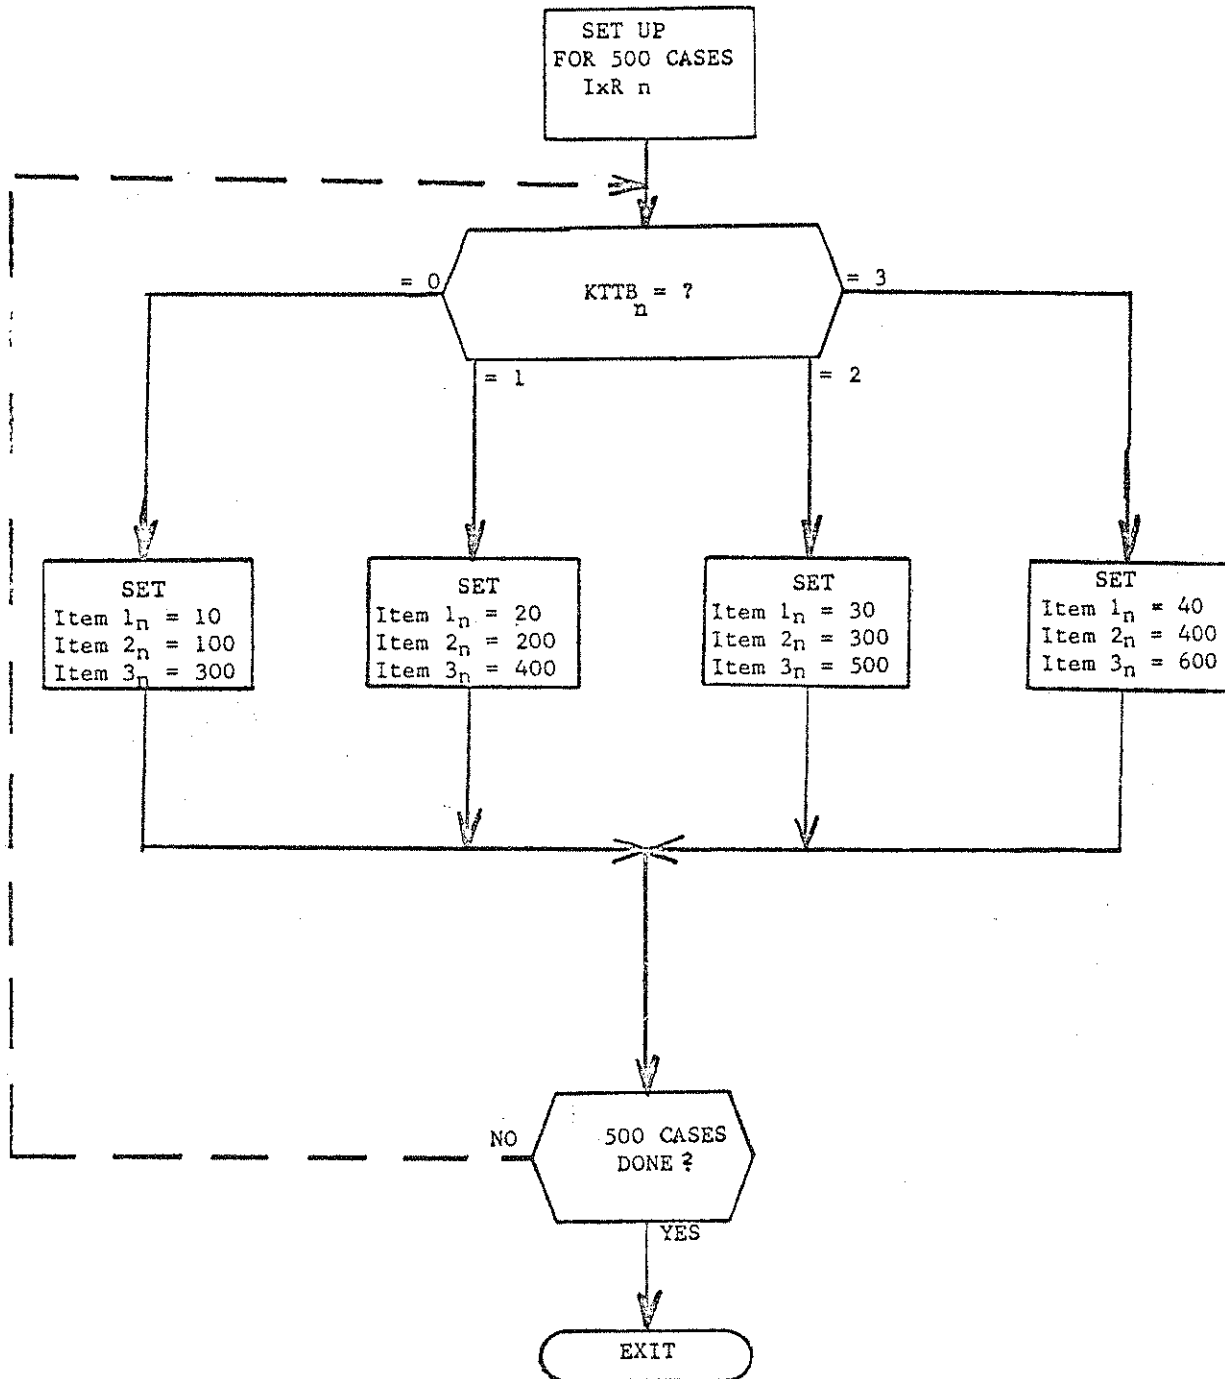 SET UP
FOR 500 CASES
IxR n
= 0
KTTBn = ?
= 3
= 1
= 2
SET
Item 1n = 10
Item 2n = 100
Item 3n = 300
SET
Item 1n = 20
Item 2n = 200
Item 3n = 400
SET
Item 1n = 30
Item 2n = 300
Item 3n = 500
SET
Item 1n = 40
Item 2n = 400
Item 3n = 600
NO
500 CASES
DONE ?
YES
EXIT